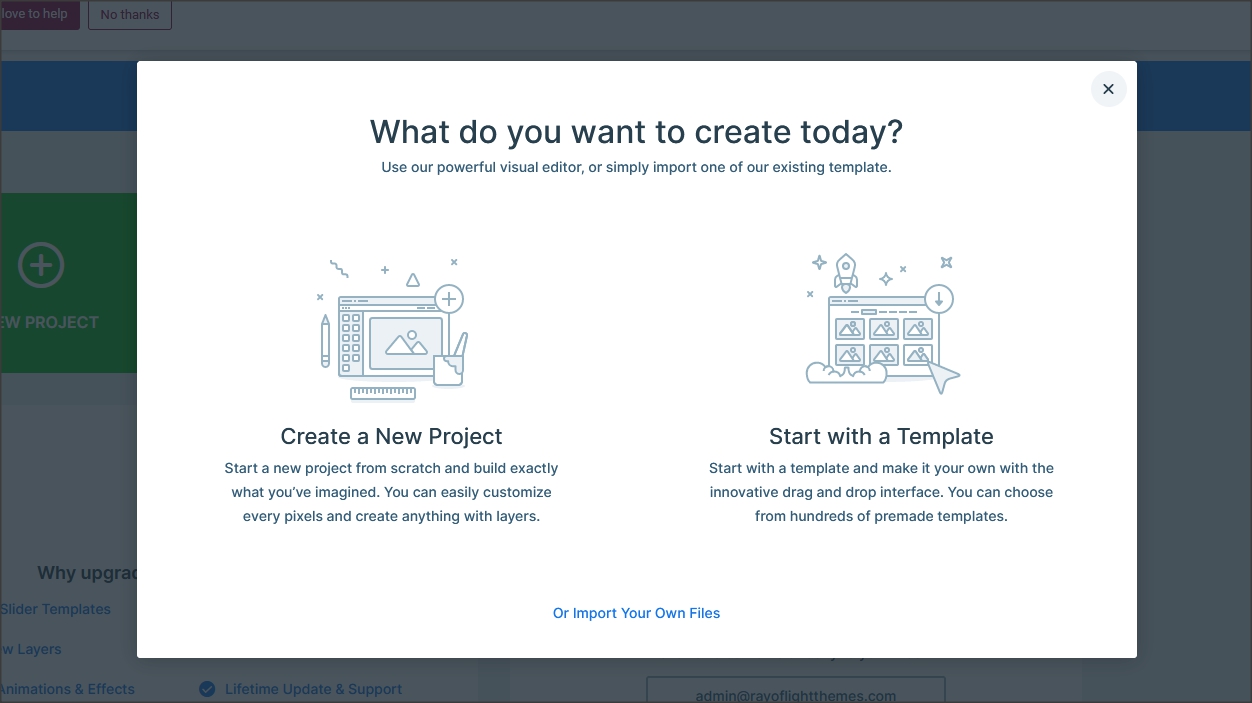 love to help
No thanks
What do you want to create today?
Use our powerful visual editor, or simply import one of our existing template.
EW PROJECT
Create a New Project
Start a new project from scratch and build exactly
what you’ve imagined. You can easily customize
every pixels and create anything with layers.
Start with a Template
Start with a template and make it your own with the
innovative drag and drop interface. You can choose
from hundreds of premade templates.
Why upgrad
Slider Templates
Or Import Your Own Files
w Layers
Animations & Effects
Lifetime Update & Support
admin@rayoflightthemes.com